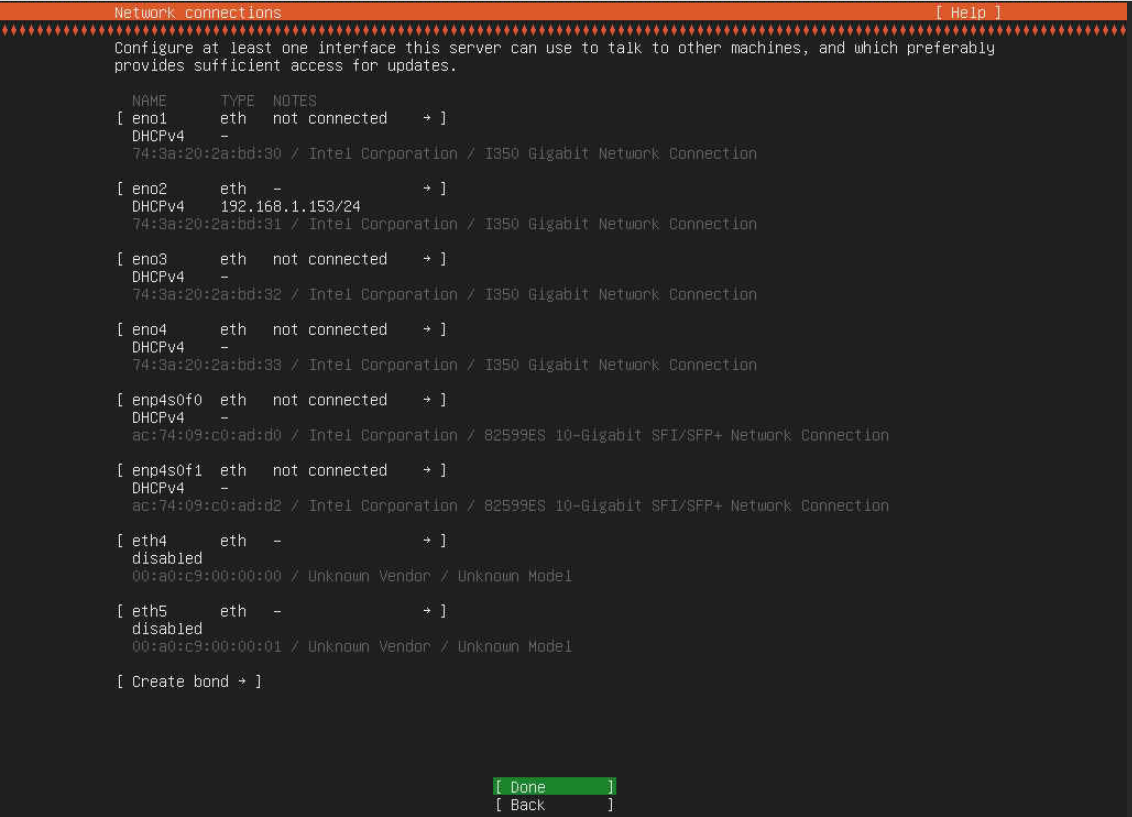 Network connections [ Help ]
Configure at least one interface this server can use to talk to other machines, and which preferably
provides sufficient access for updates.
NAME TYPE NOTES
[ eno1 eth not connected → ]
DHCPv4 –
74:3a:20:2a:bd:30 / Intel Corporation / I350 Gigabit Network Connection
[ eno2 eth – → ]
DHCPv4 192.168.1.153/24
74:3a:20:2a:bd:31 / Intel Corporation / I350 Gigabit Network Connection
[ eno3 eth not connected → ]
DHCPv4 –
74:3a:20:2a:bd:32 / Intel Corporation / I350 Gigabit Network Connection
[ eno4 eth not connected → ]
DHCPv4 –
74:3a:20:2a:bd:33 / Intel Corporation / I350 Gigabit Network Connection
[ enp4s0f0 eth not connected → ]
DHCPv4 –
ac:74:09:c0:ad:d0 / Intel Corporation / 82599ES 10-Gigabit SFI/SFP+ Network Connection
[ enp4s0f1 eth not connected → ]
DHCPv4 –
ac:74:09:c0:ad:d2 / Intel Corporation / 82599ES 10-Gigabit SFI/SFP+ Network Connection
[ eth4 eth – → ]
disabled
00:a0:c9:00:00:00 / Unknown Vendor / Unknown Model
[ eth5 eth – → ]
disabled
00:a0:c9:00:00:01 / Unknown Vendor / Unknown Model
[ Create bond → ]
[ Done ]
[ Back ]